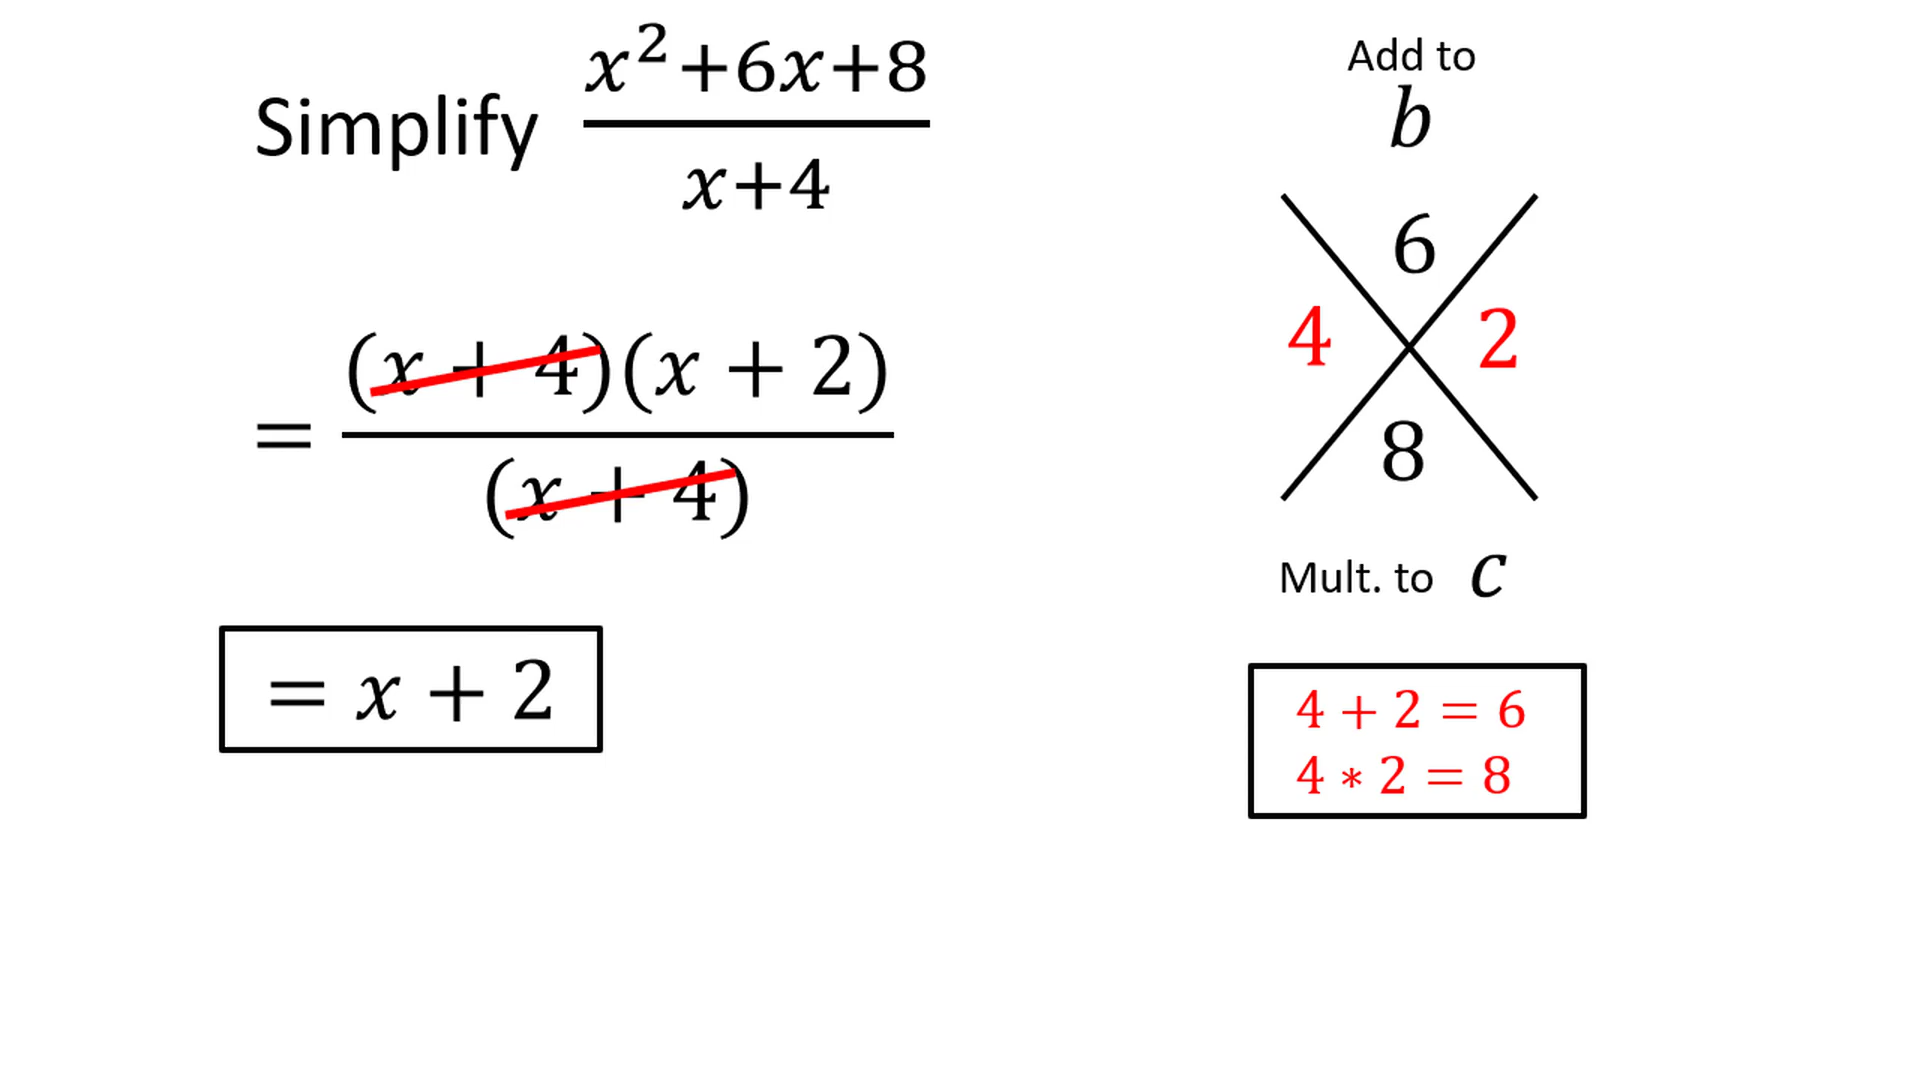 Simplify x²+6x+8
x+4
= (x + 4)(x + 2)
(x + 4)
= x + 2
Add to
b
6
4 2
8
Mult. to c
4 + 2 = 6
4 * 2 = 8